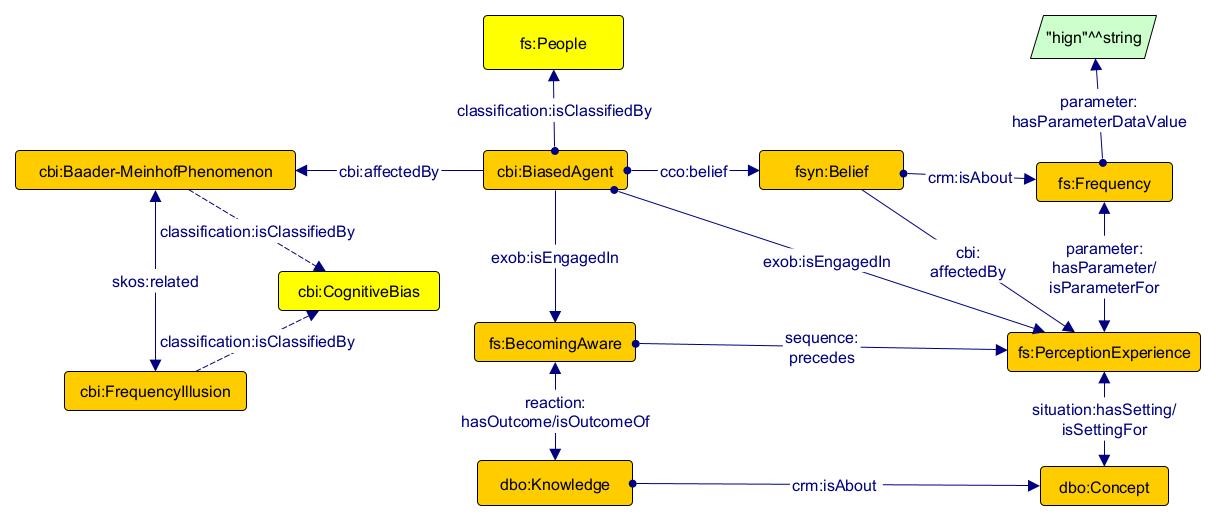 fs:People
"hign"^^string
classification:isClassifiedBy
parameter:
hasParameterDataValue
cbi:Baader-MeinhofPhenomenon
cbi:affectedBy
cbi:BiasedAgent
cco:belief
fsyn:Belief
crm:isAbout
fs:Frequency
classification:isClassifiedBy
skos:related
exob:isEngagedIn
exob:isEngagedIn
cbi:
affectedBy
parameter:
hasParameter/
isParameterFor
cbi:CognitiveBias
classification:isClassifiedBy
fs:BecomingAware
sequence:
precedes
fs:PerceptionExperience
cbi:FrequencyIllusion
reaction:
hasOutcome/isOutcomeOf
situation:hasSetting/
isSettingFor
dbo:Knowledge
crm:isAbout
dbo:Concept